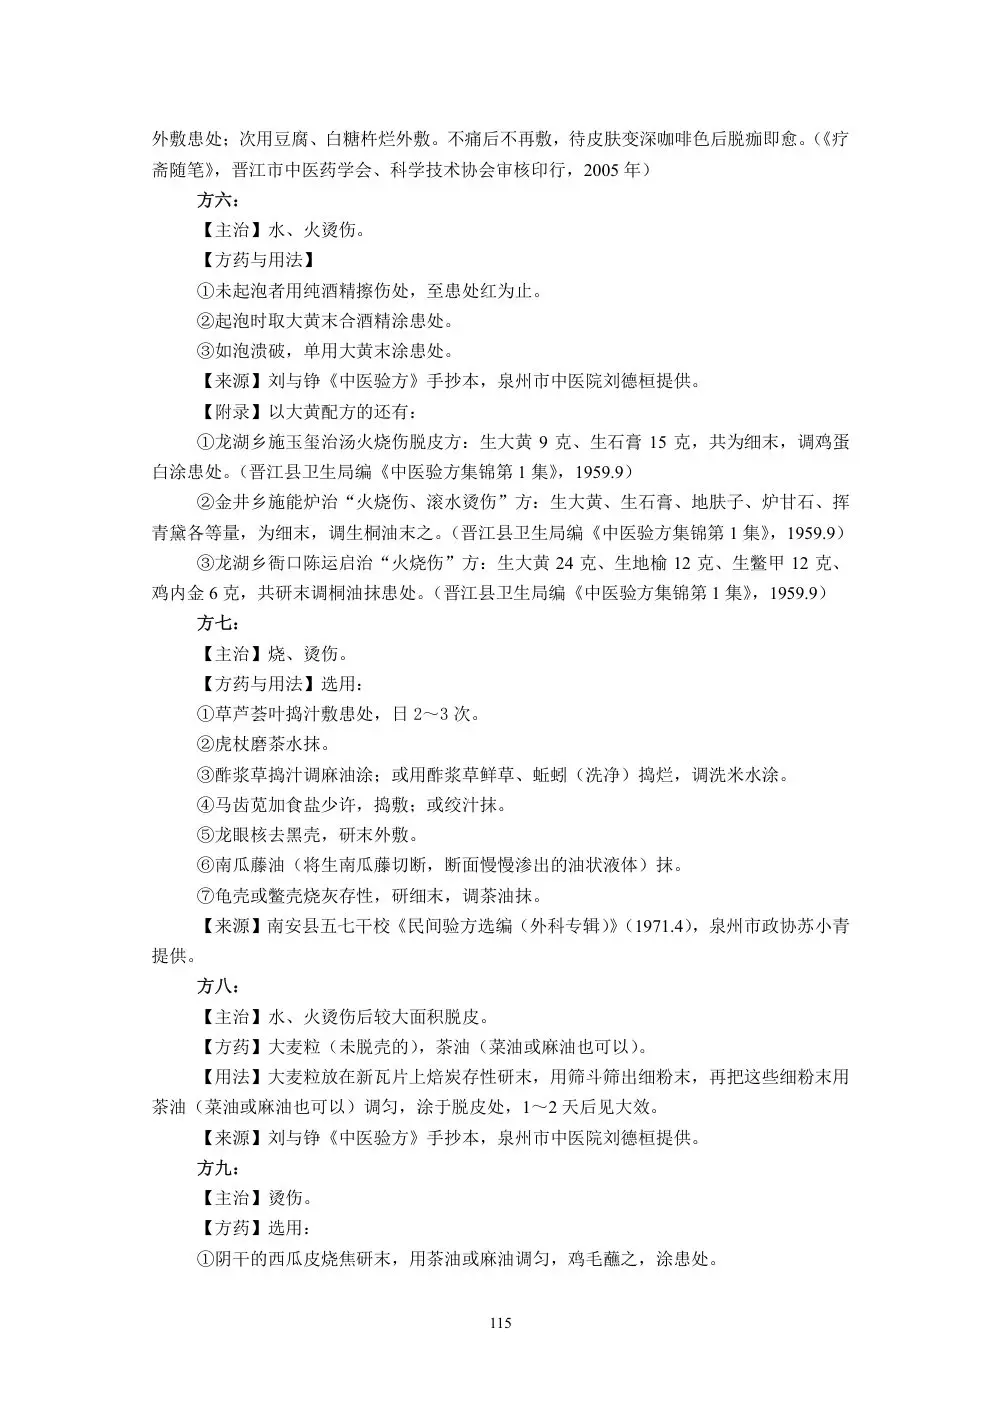 外敷患处；次用豆腐、白糖杵烂外敷。不痛后不再敷，待皮肤变深咖啡色后脱痂即愈。（《疗
斋随笔》，晋江市中医药学会、科学技术协会审核印行，2005 年）
方六：
【主治】水、火烫伤。
【方药与用法】
①未起泡者用纯酒精擦伤处，至患处红为止。
②起泡时取大黄末合酒精涂患处。
③如泡溃破，单用大黄末涂患处。
【来源】刘与铮《中医验方》手抄本，泉州市中医院刘德桓提供。
【附录】以大黄配方的还有：
①龙湖乡施玉玺治汤火烧伤脱皮方：生大黄 9 克、生石膏 15 克，共为细末，调鸡蛋
白涂患处。（晋江县卫生局编《中医验方集锦第 1 集》，1959.9）
②金井乡施能炉治“火烧伤、滚水烫伤”方：生大黄、生石膏、地肤子、炉甘石、挥
青黛各等量，为细末，调生桐油末之。（晋江县卫生局编《中医验方集锦第 1 集》，1959.9）
③龙湖乡衙口陈运启治“火烧伤”方：生大黄 24 克、生地榆 12 克、生鳖甲 12 克、
鸡内金 6 克，共研末调桐油抹患处。（晋江县卫生局编《中医验方集锦第 1 集》，1959.9）
方七：
【主治】烧、烫伤。
【方药与用法】选用：
①草芦荟叶捣汁敷患处，日 2～3 次。
②虎杖磨茶水抹。
③酢浆草捣汁调麻油涂；或用酢浆草鲜草、蚯蚓（洗净）捣烂，调洗米水涂。
④马齿苋加食盐少许，捣敷；或绞汁抹。
⑤龙眼核去黑壳，研末外敷。
⑥南瓜藤油（将生南瓜藤切断，断面慢慢渗出的油状液体）抹。
⑦龟壳或鳖壳烧灰存性，研细末，调茶油抹。
【来源】南安县五七干校《民间验方选编（外科专辑）》（1971.4），泉州市政协苏小青
提供。
方八：
【主治】水、火烫伤后较大面积脱皮。
【方药】大麦粒（未脱壳的），茶油（菜油或麻油也可以）。
【用法】大麦粒放在新瓦片上焙炭存性研末，用筛斗筛出细粉末，再把这些细粉末用
茶油（菜油或麻油也可以）调匀，涂于脱皮处，1～2 天后见大效。
【来源】刘与铮《中医验方》手抄本，泉州市中医院刘德桓提供。
方九：
【主治】烫伤。
【方药】选用：
①阴干的西瓜皮烧焦研末，用茶油或麻油调匀，鸡毛蘸之，涂患处。
115